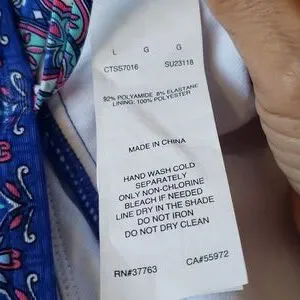 L G G
CTSS7016 SU23118
92% POLYAMIDE 8% ELASTANE
LINING: 100% POLYESTER
MADE IN CHINA
HAND WASH COLD
SEPARATELY
ONLY NON-CHLORINE
BLEACH IF NEEDED
LINE DRY IN THE SHADE
DO NOT IRON
DO NOT DRY CLEAN
RN#37763 CA#55972